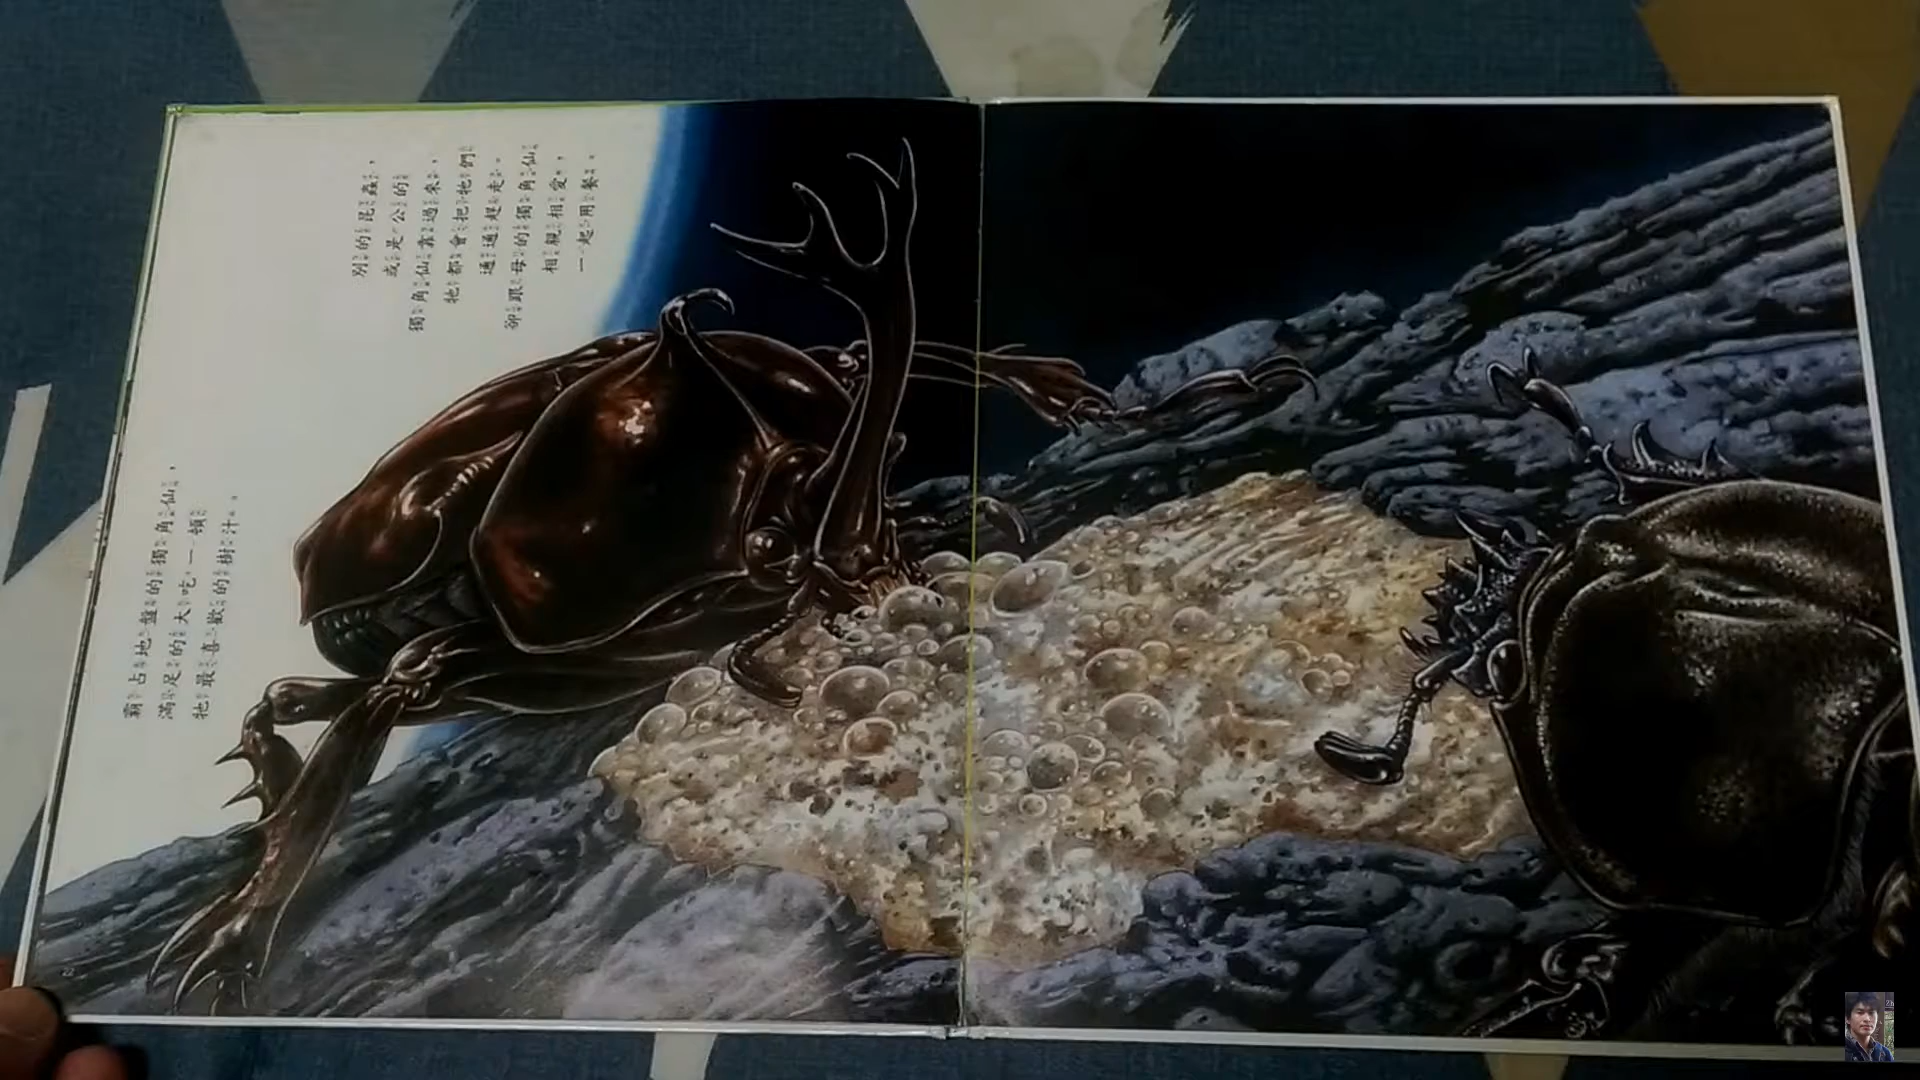 霸占地盤的獨角仙，
滿足的大吃一頓
牠最喜歡的樹汁。
別的昆蟲，
或是公的
獨角仙靠過來，
牠都會把牠們
通通趕走。
卻跟母的獨角仙
相親相愛，
一起用餐。
22